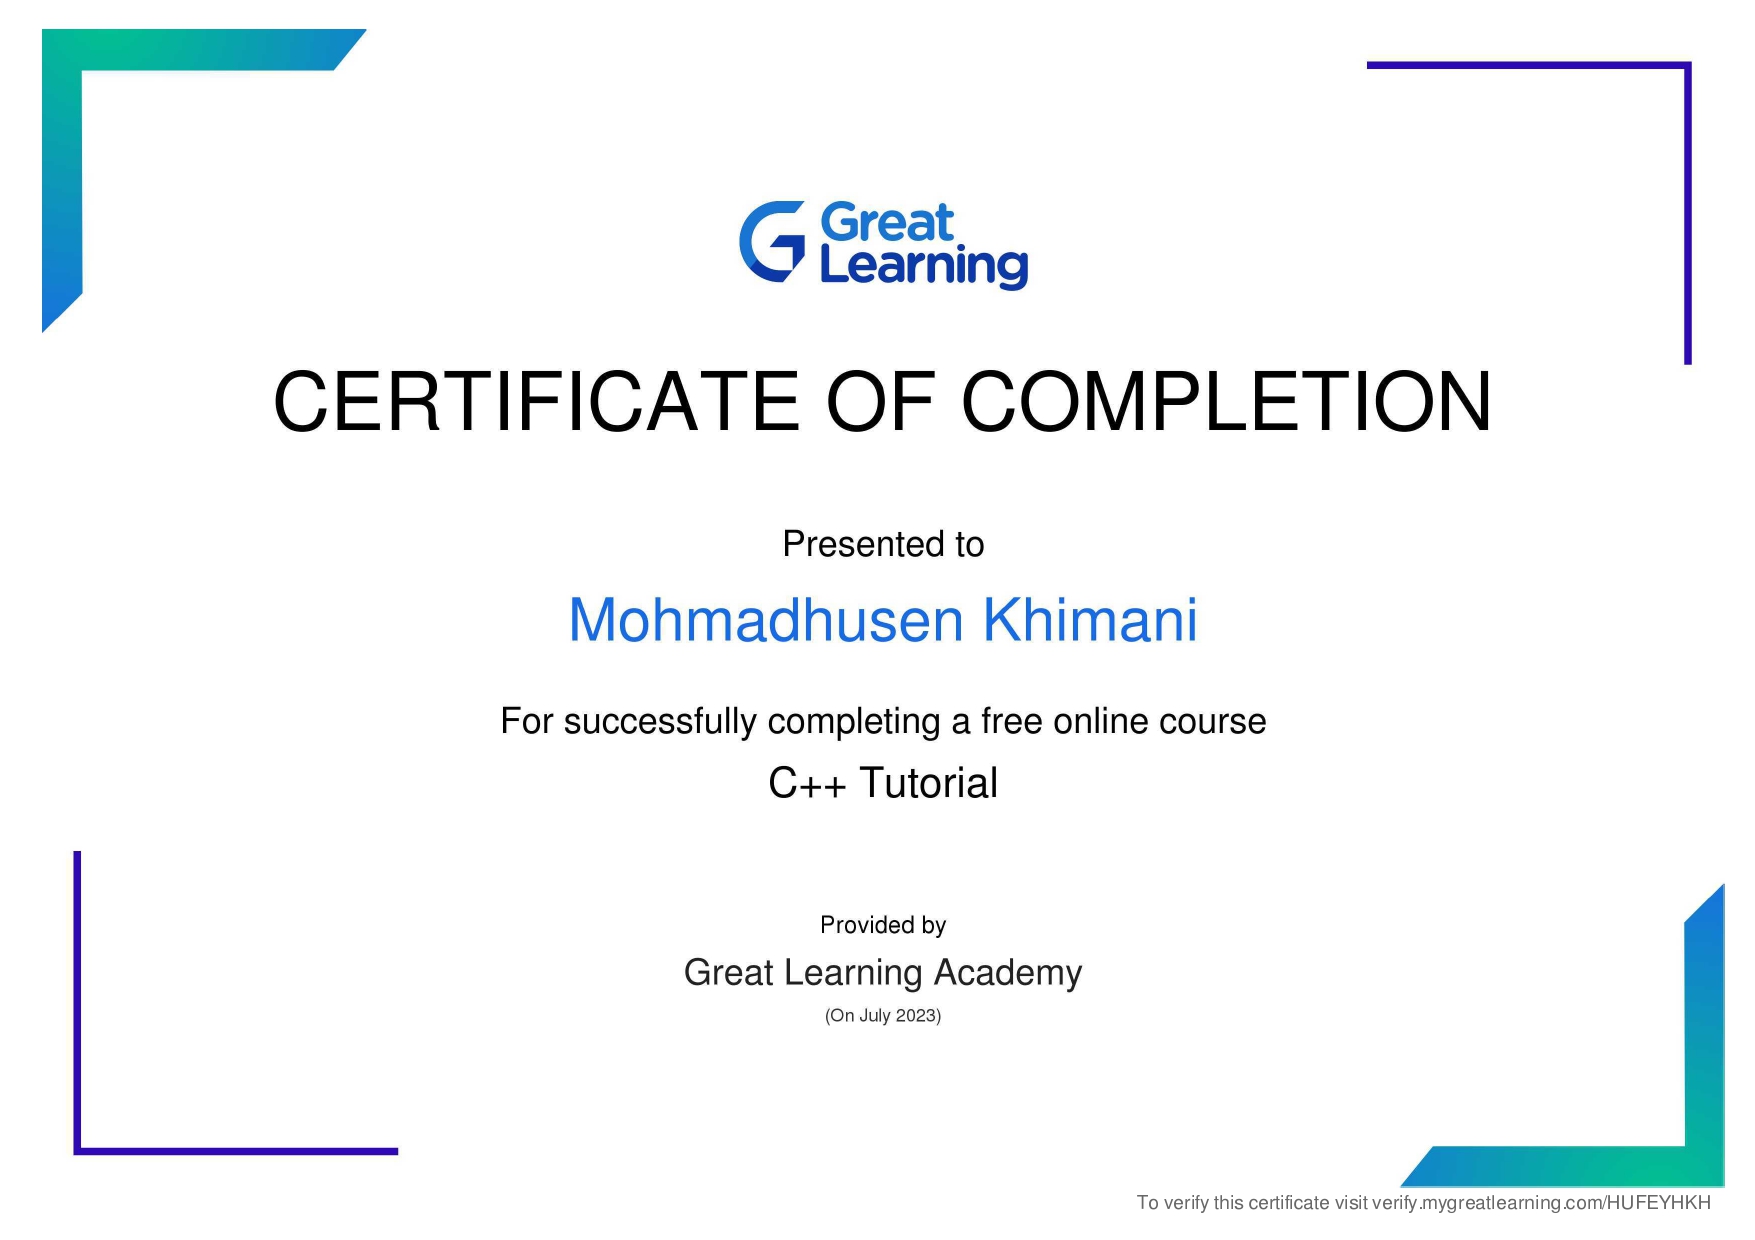 Great
Learning
CERTIFICATE OF COMPLETION
Presented to
Mohmadhusen Khimani
For successfully completing a free online course
C++ Tutorial
Provided by
Great Learning Academy
(On July 2023)
To verify this certificate visit verify.mygreatlearning.com/HUFEYHKH